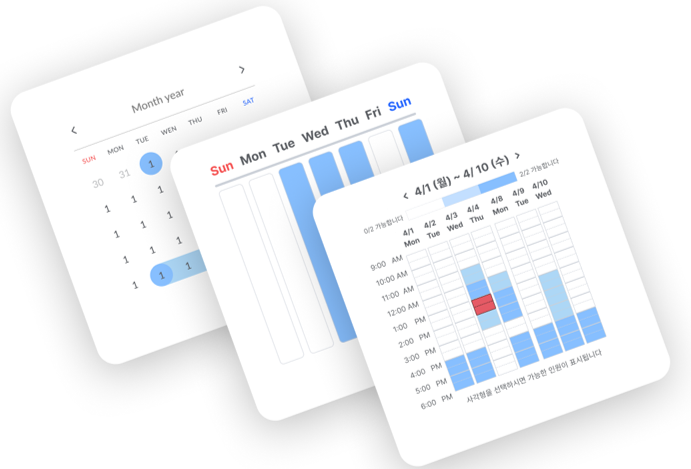 Month year
SUN MON TUE WEN THU FRI SAT
30 31 1
1 1 1
1 1 1
1 1 1
1 1 1
Sun Mon Tue Wed Thu Fri Sun
4/1 (월) ~ 4/ 10 (수)
0/2 가능합니다 2/2 가능합니다
4/1 4/2 4/3 4/4 4/8 4/9 4/10
Mon Tue Wed Thu Mon Tue Wed
9:00 AM
10:00 AM
11:00 AM
12:00 AM
1:00 PM
2:00 PM
3:00 PM
4:00 PM
5:00 PM
6:00 PM
사각형을 선택하시면 가능한 인원이 표시됩니다